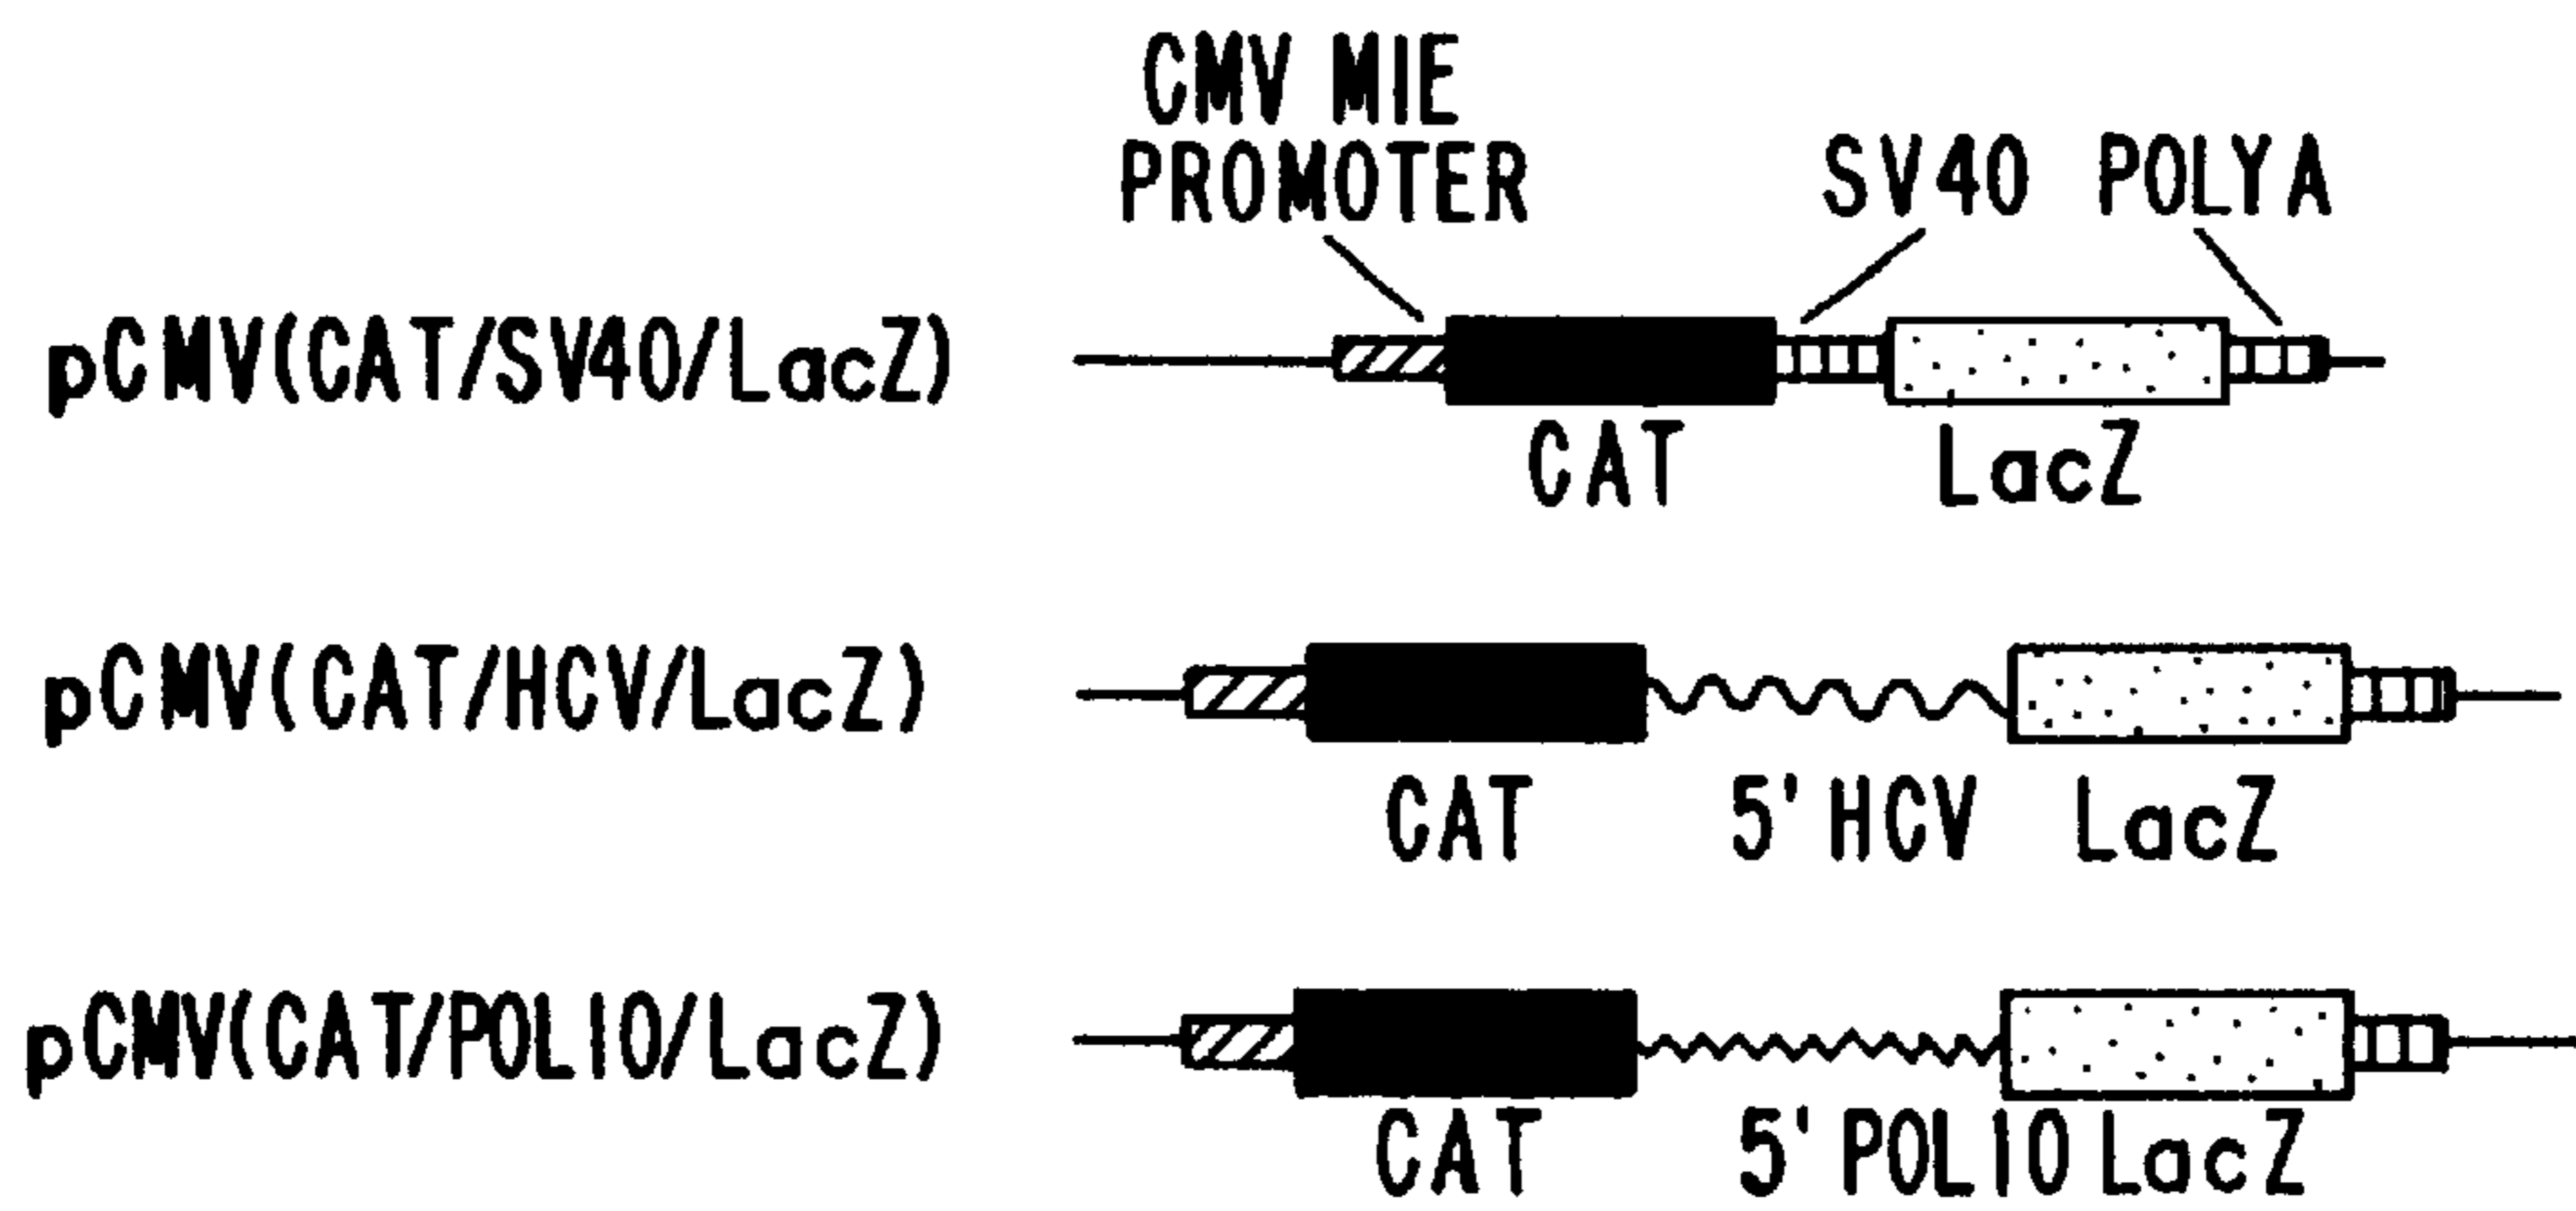 CMV MIE
PROMOTER
SV40 POLY A
pCMV(CAT/SV40/LacZ)
CAT LacZ
pCMV(CAT/HCV/LacZ)
CAT 5' HCV LacZ
pCMV(CAT/POLIO/LacZ)
CAT 5' POLIO LacZ